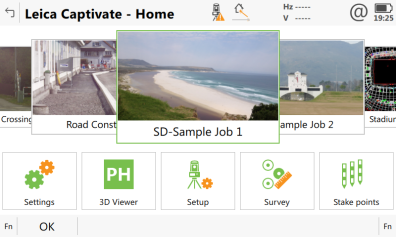 Leica Captivate - Home
Hz -----
V -----
@
19:25
Crossing
Road Const
SD-Sample Job 1
ample Job 2
Stadiu
PH
Settings
3D Viewer
Setup
Survey
Stake points
Fn
OK
Fn